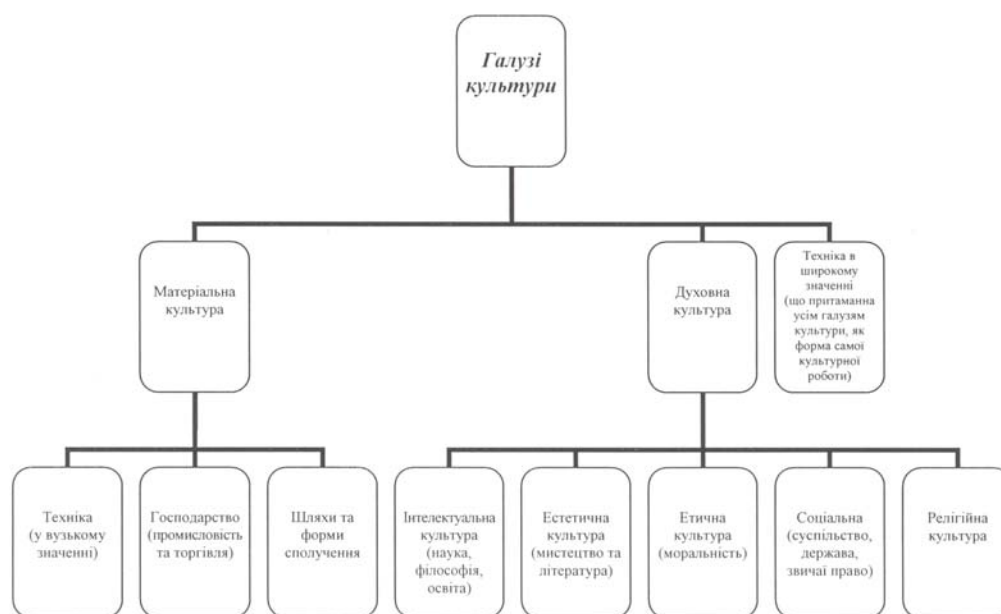 Галузі
культури
Матеріальна
культура
Духовна
культура
Техніка в
широкому
значенні
(що притаманна
усім галузям
культури, як
форма самої
культурної
роботи)
Техніка
(у вузькому
значенні)
Господарство
(промисловість
та торгівля)
Шляхи та
форми
сполучення
Інтелектуальна
культура
(наука,
філософія,
освіта)
Естетична
культура
(мистецтво та
література)
Етична
культура
(моральність)
Соціальна
(суспільство,
держава,
звичаї право)
Релігійна
культура